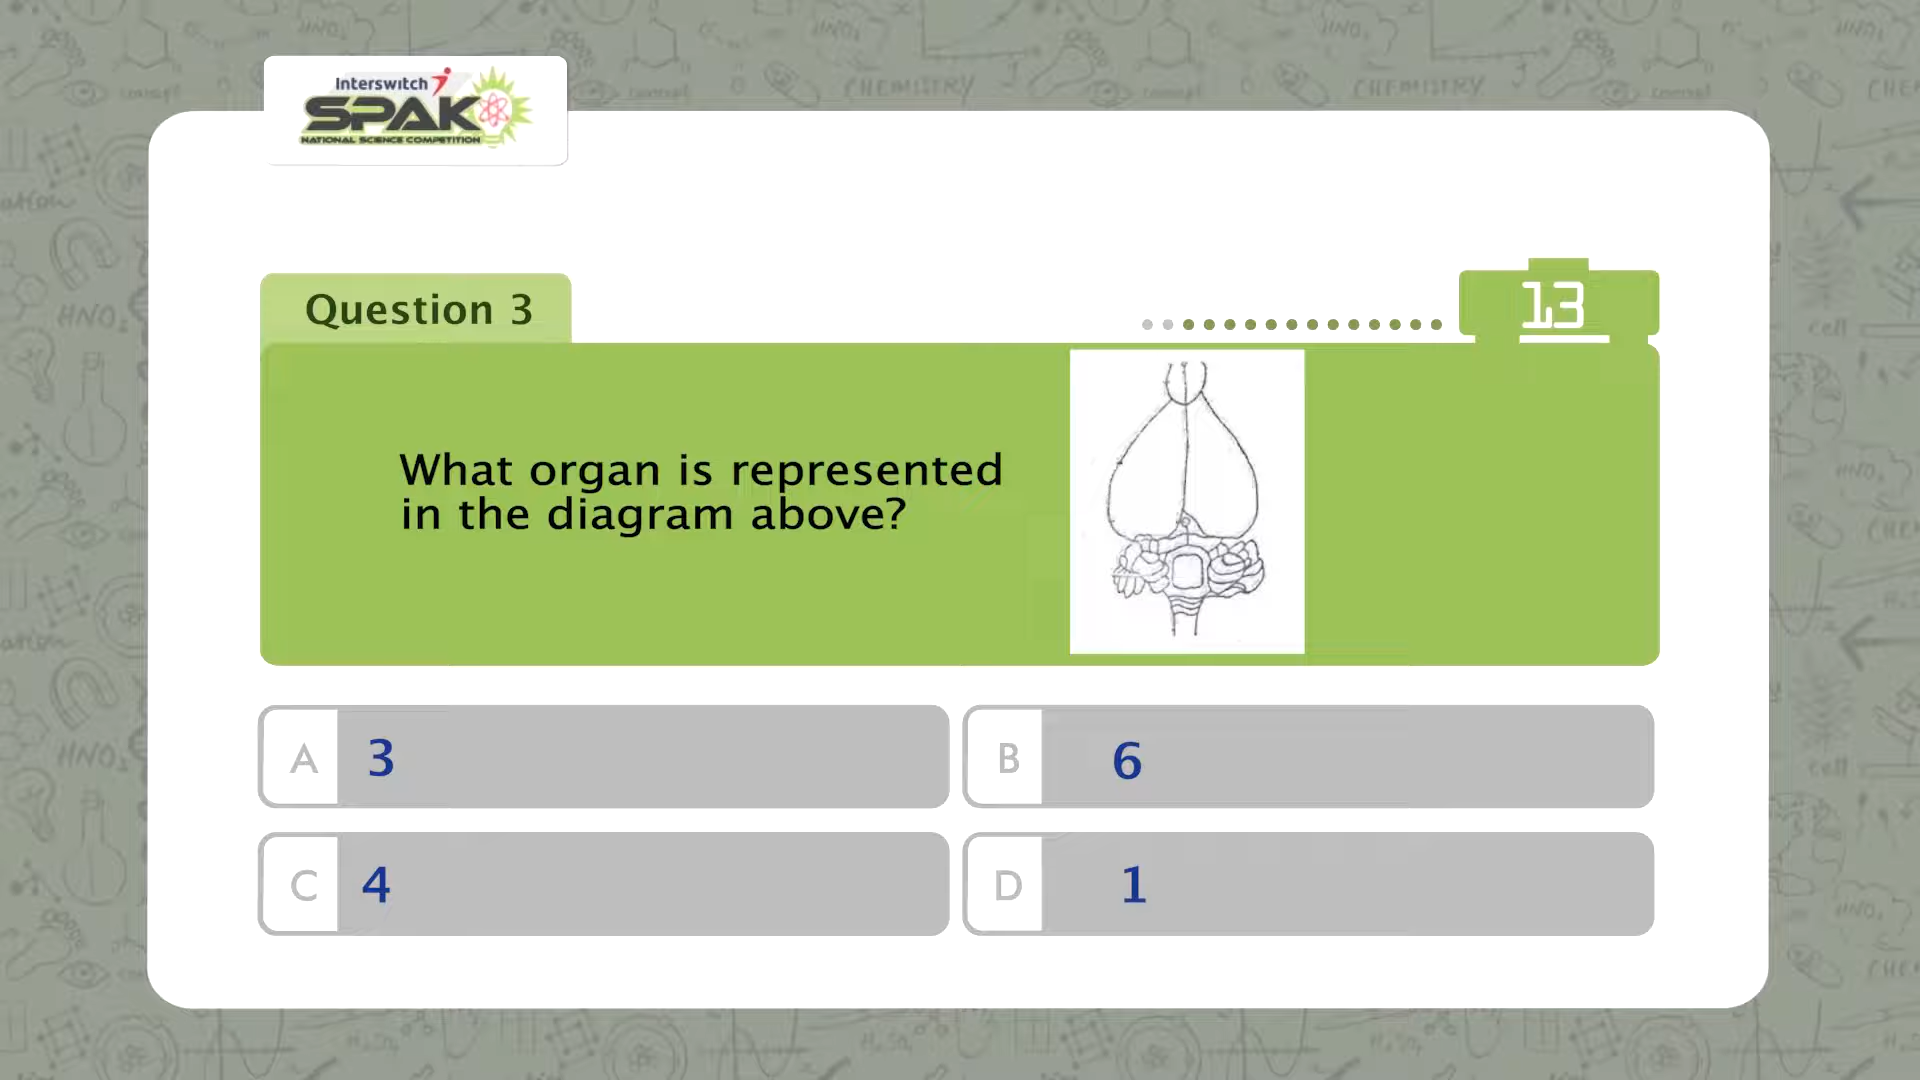 Interswitch
SPAK
NATIONAL SCIENCE COMPETITION
Question 3
13
What organ is represented
in the diagram above?
A 3
B 6
C 4
D 1